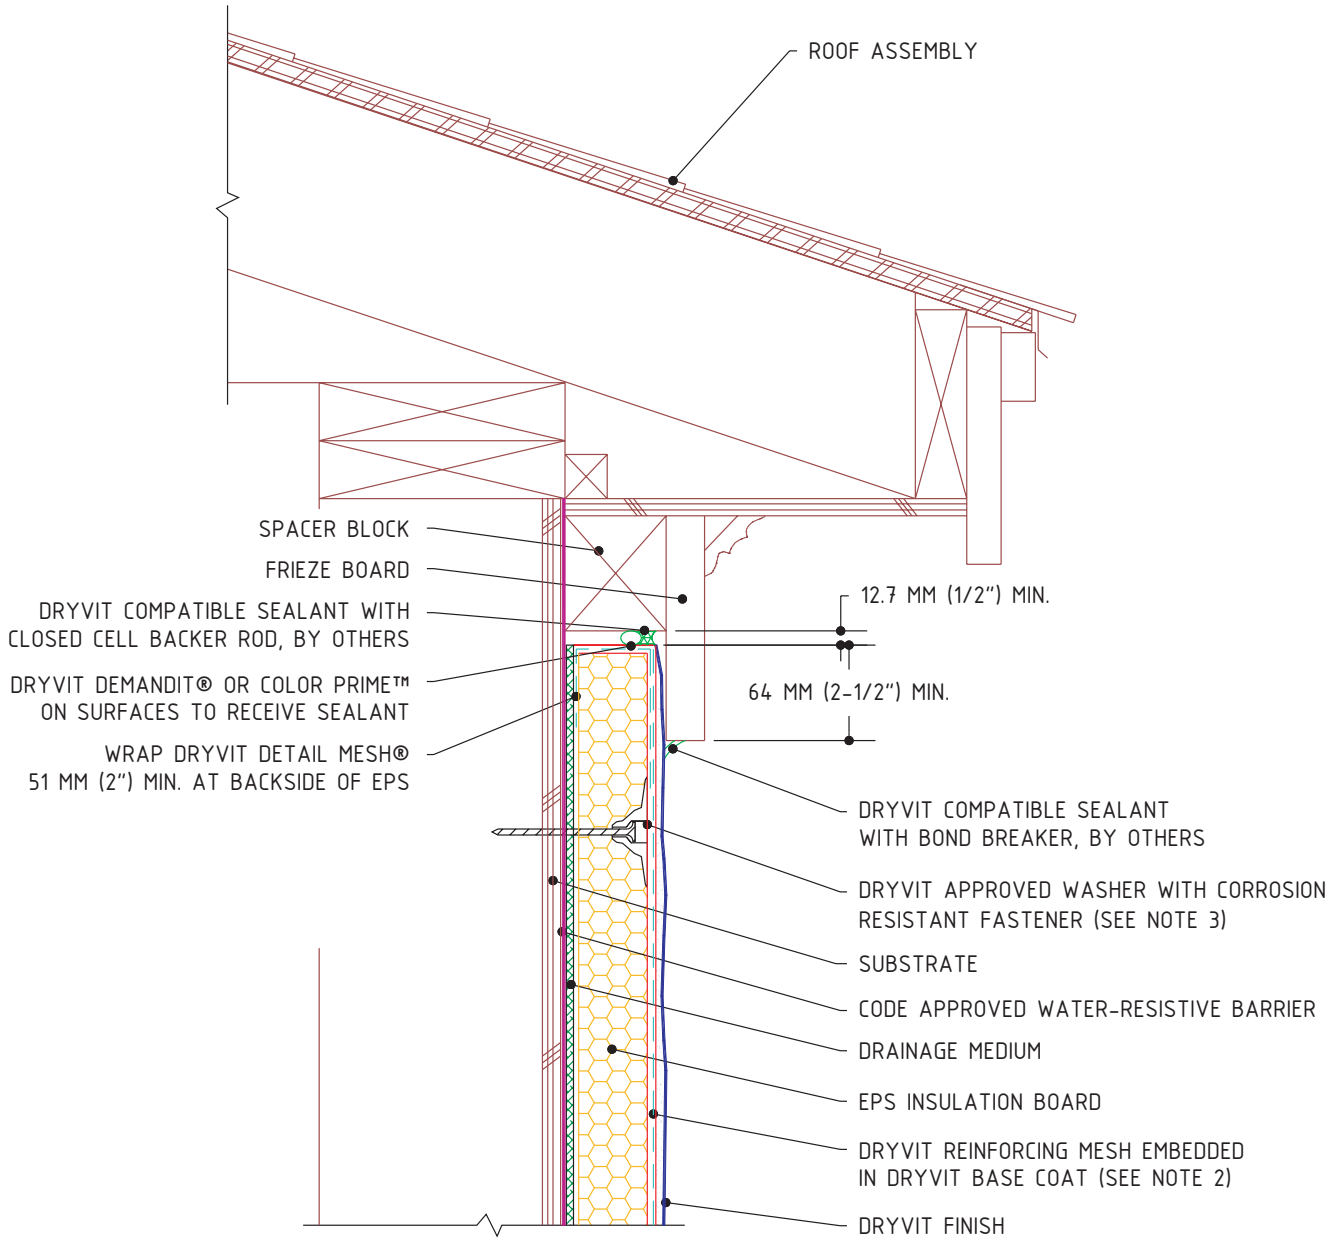 ROOF ASSEMBLY
SPACER BLOCK
FRIEZE BOARD
DRYVIT COMPATIBLE SEALANT WITH
CLOSED CELL BACKER ROD, BY OTHERS
DRYVIT DEMANDIT® OR COLOR PRIME™
ON SURFACES TO RECEIVE SEALANT
WRAP DRYVIT DETAIL MESH®
51 MM (2") MIN. AT BACKSIDE OF EPS
12.7 MM (1/2") MIN.
64 MM (2-1/2") MIN.
DRYVIT COMPATIBLE SEALANT
WITH BOND BREAKER, BY OTHERS
DRYVIT APPROVED WASHER WITH CORROSION
RESISTANT FASTENER (SEE NOTE 3)
SUBSTRATE
CODE APPROVED WATER-RESISTIVE BARRIER
DRAINAGE MEDIUM
EPS INSULATION BOARD
DRYVIT REINFORCING MESH EMBEDDED
IN DRYVIT BASE COAT (SEE NOTE 2)
DRYVIT FINISH